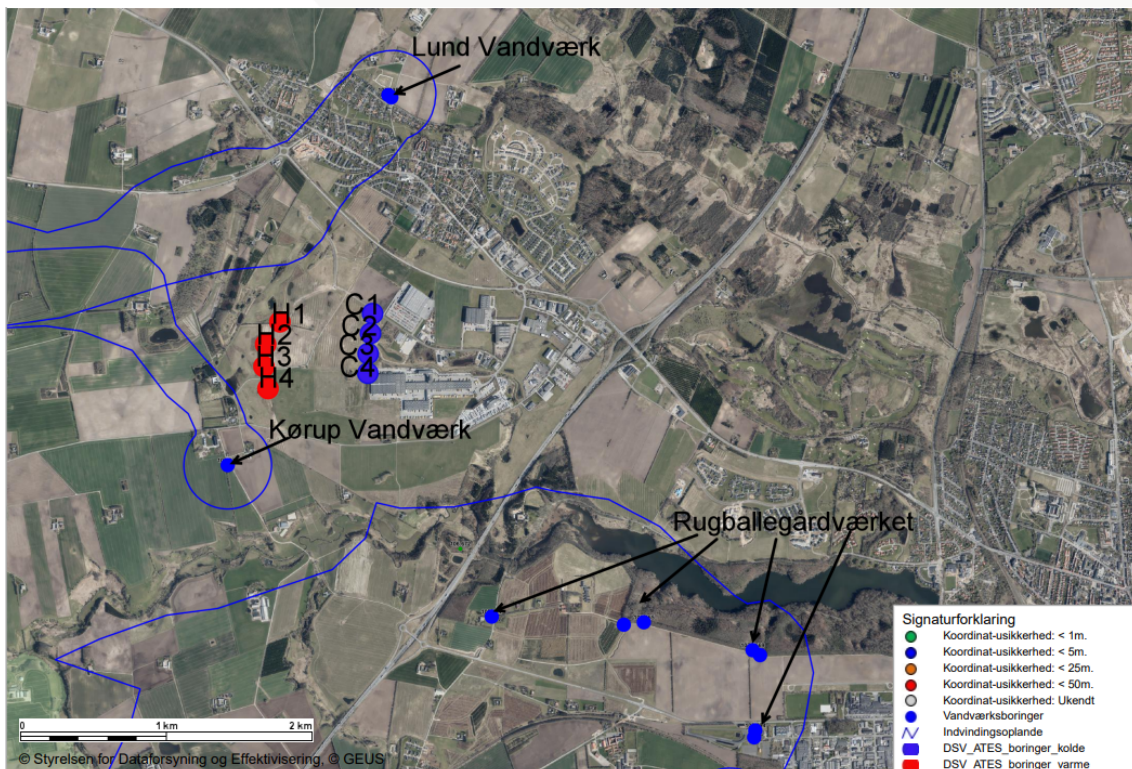 Lund Vandværk
H1
H2
H3
H4
C1
C2
C3
C4
Kørup Vandværk
Rugballegardværket
Signaturforklaring
Koordinat-usikkerhed: < 1m.
Koordinat-usikkerhed: < 5m.
Koordinat-usikkerhed: < 25m.
Koordinat-usikkerhed: < 50m.
Koordinat-usikkerhed: Ukendt
Vandværksboringer
Indvindingsoplande
DSV_ATES_boringer_kolde
DSV_ATES_boringer_varme
0 1 km 2 km
© Styrelsen for Dataforsyning og Effektivisering, © GEUS